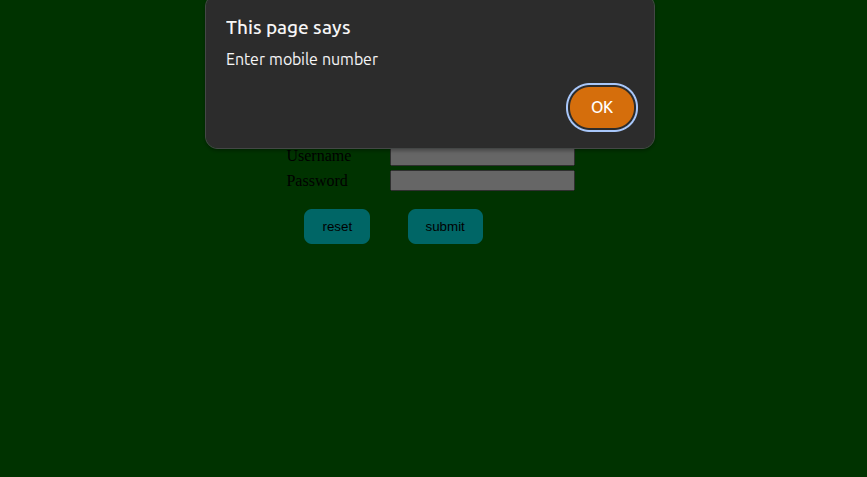 This page says
Enter mobile number
OK
Username
Password
reset submit